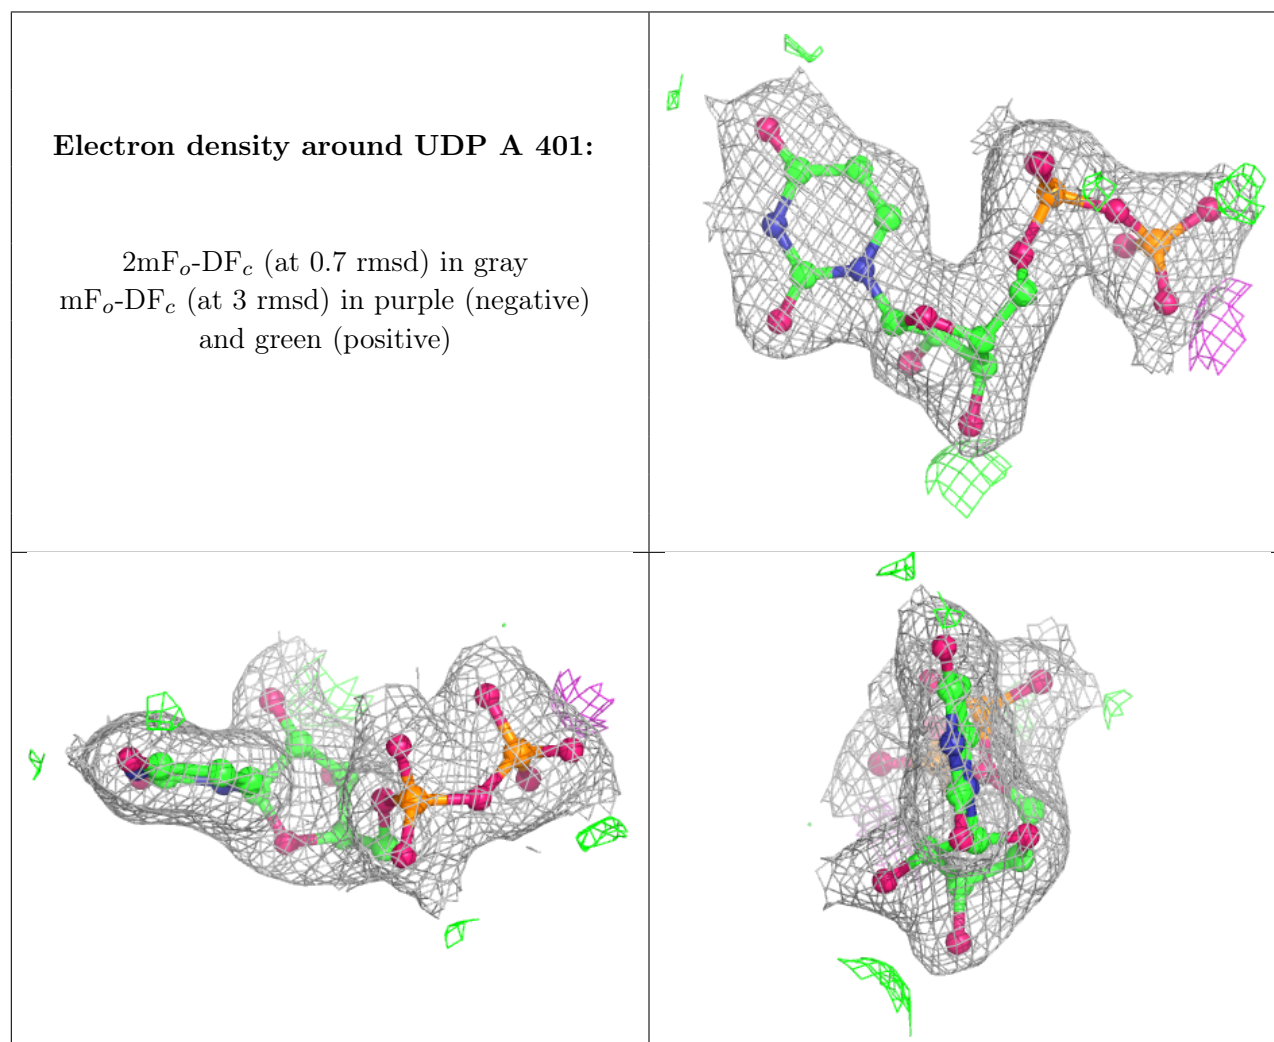 Electron density around UDP A 401:
2mFo-DFc (at 0.7 rmsd) in gray
mFo-DFc (at 3 rmsd) in purple (negative)
and green (positive)